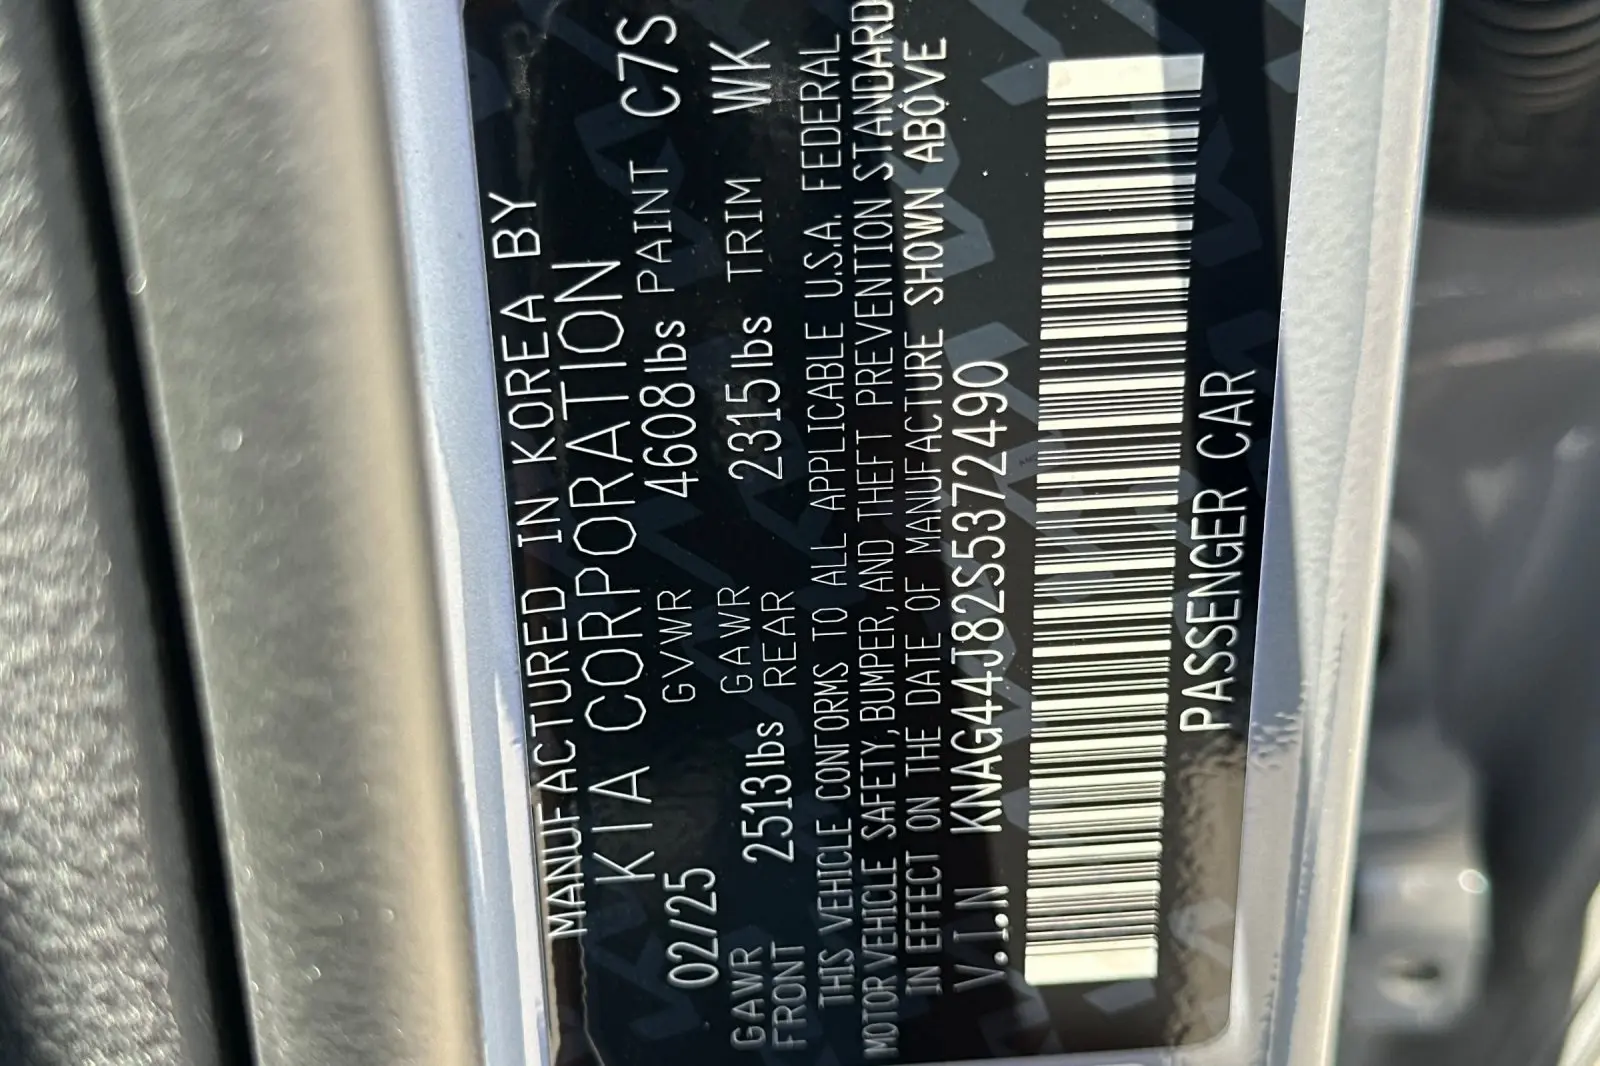 MANUFACTURED IN KOREA BY
KIA CORPORATION
02/25 GVWR 4608lbs PAINT C7S
GAWR FRONT 2513lbs GAWR REAR 2315lbs TRIM WK
THIS VEHICLE CONFORMS TO ALL APPLICABLE U.S.A. FEDERAL
MOTOR VEHICLE SAFETY, BUMPER, AND THEFT PREVENTION STANDARD
IN EFFECT ON THE DATE OF MANUFACTURE SHOWN ABOVE
V.I.N KNAG44J82S5372490
PASSENGER CAR